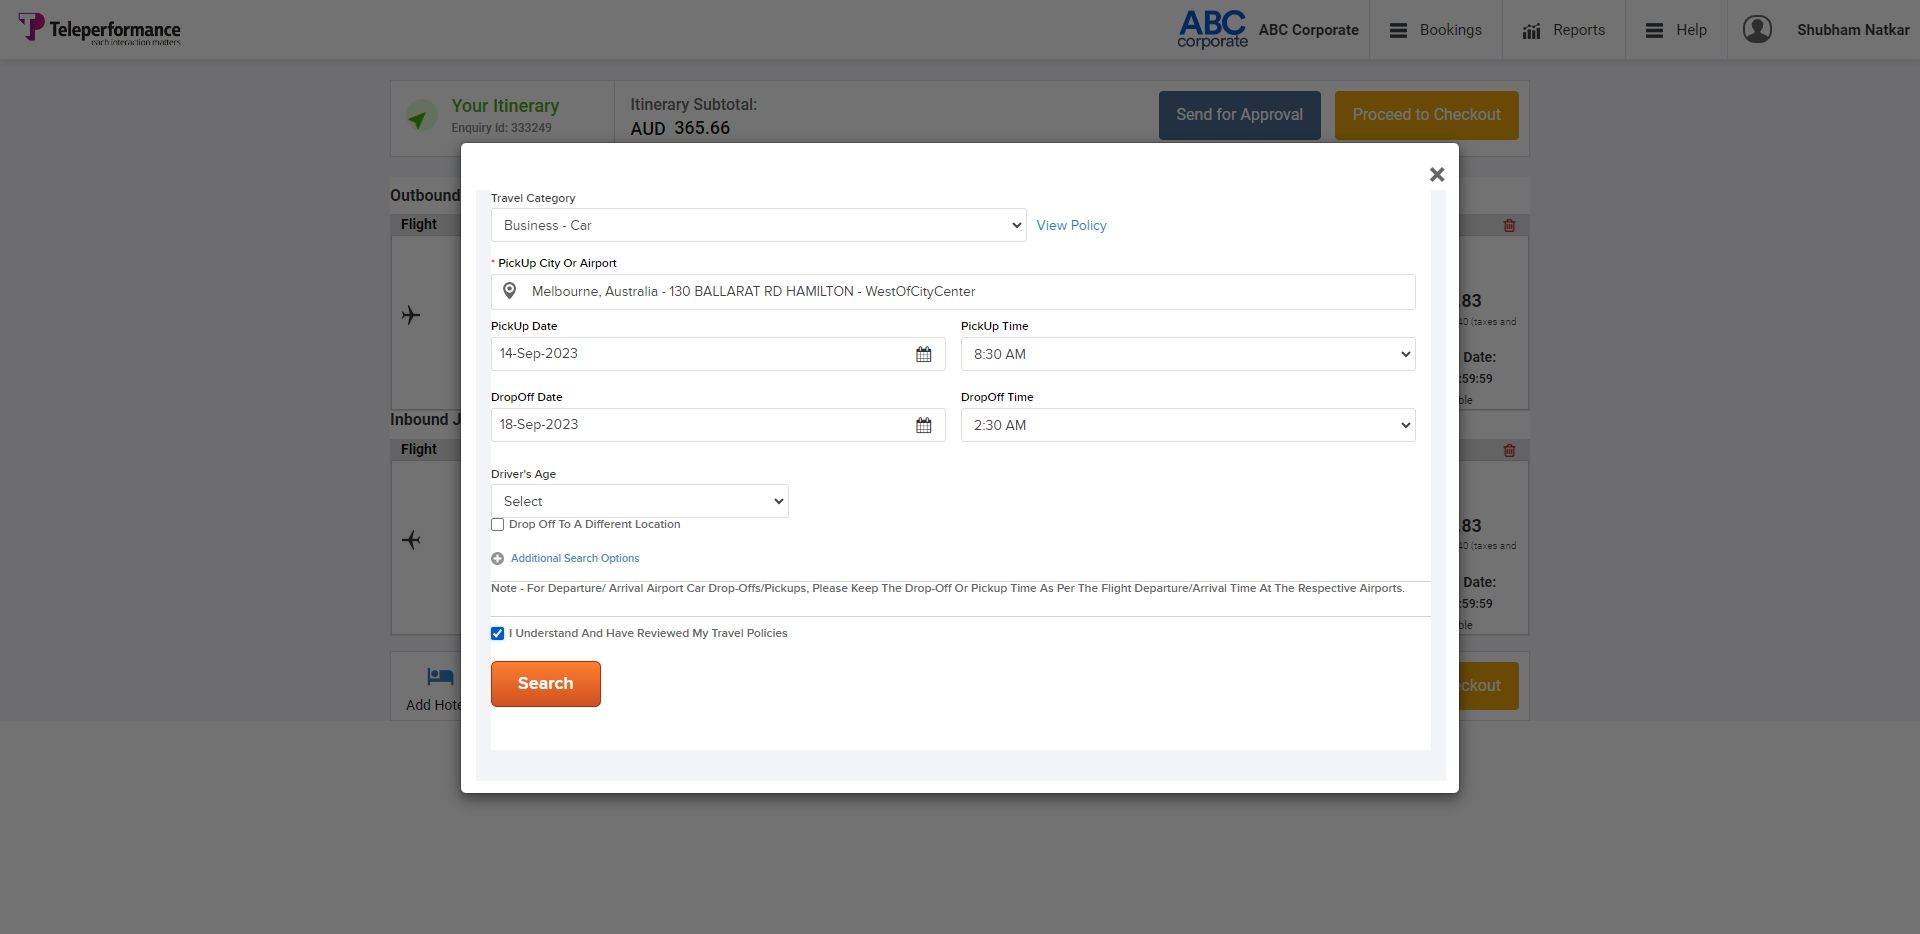 Teleperformance
each interaction matters
ABC
corporate
ABC Corporate
Bookings
Reports
Help
Shubham Natkar
Your Itinerary
Enquiry Id: 333249
Itinerary Subtotal:
AUD 365.66
Send for Approval
Proceed to Checkout
Outbound
Flight
Travel Category
Business - Car
View Policy
* PickUp City Or Airport
Melbourne, Australia - 130 BALLARAT RD HAMILTON - WestOfCityCenter
PickUp Date
PickUp Time
14-Sep-2023
8:30 AM
DropOff Date
DropOff Time
18-Sep-2023
2:30 AM
Driver's Age
Select
Drop Off To A Different Location
Additional Search Options
Note - For Departure/ Arrival Airport Car Drop-Offs/Pickups, Please Keep The Drop-Off Or Pickup Time As Per The Flight Departure/Arrival Time At The Respective Airports.
I Understand And Have Reviewed My Travel Policies
Search
.83
40 (taxes and
Date:
:59:59
ble
Inbound J
Flight
.83
40 (taxes and
Date:
:59:59
ble
Add Hote
ckout